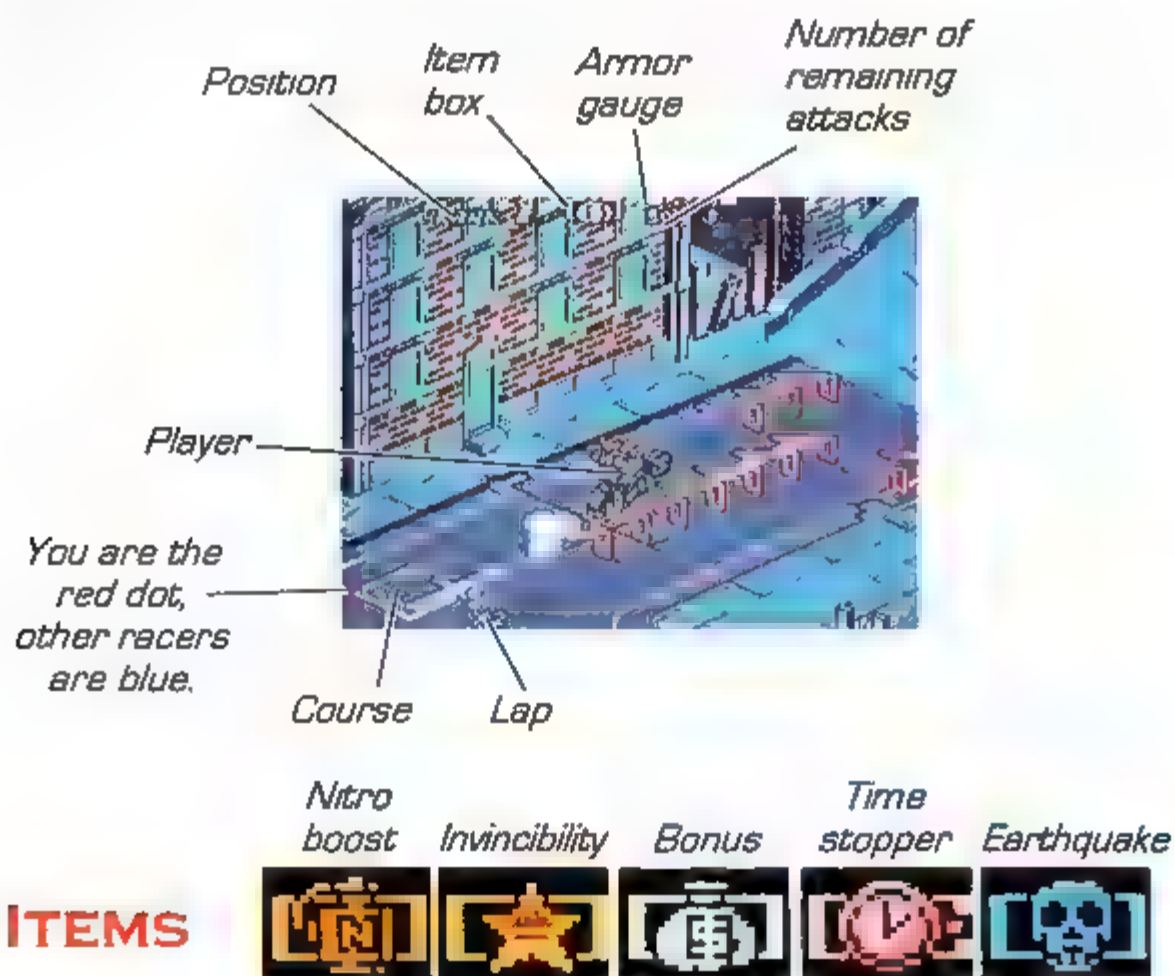 Position
Item
box
Armor
gauge
Number of
remaining
attacks
Player
You are the
red dot,
other racers
are blue.
Course
Lap
Nitro
boost
Invincibility
Bonus
Time
stopper
Earthquake
ITEMS
N
$